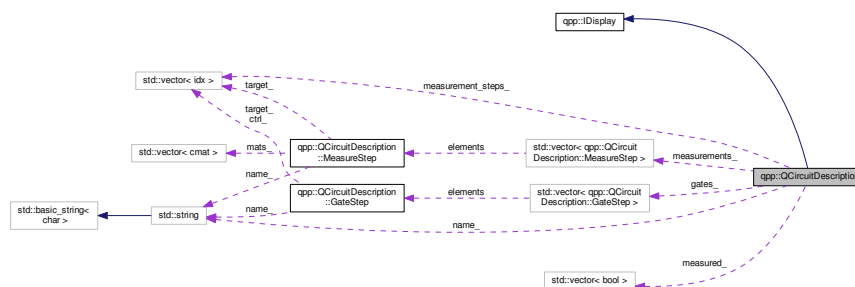 qpp::IDisplay
std::vector< idx >
target_
measurement_steps_
target_
ctrl_
std::vector< cmat >
mats_
qpp::QCircuitDescription
::MeasureStep
elements
std::vector< qpp::QCircuit
Description::MeasureStep >
measurements_
qpp::QCircuitDescription
name_
qpp::QCircuitDescription
::GateStep
elements
std::vector< qpp::QCircuit
Description::GateStep >
gates_
std::basic_string<
char >
std::string
name_
name_
measured_
std::vector< bool >